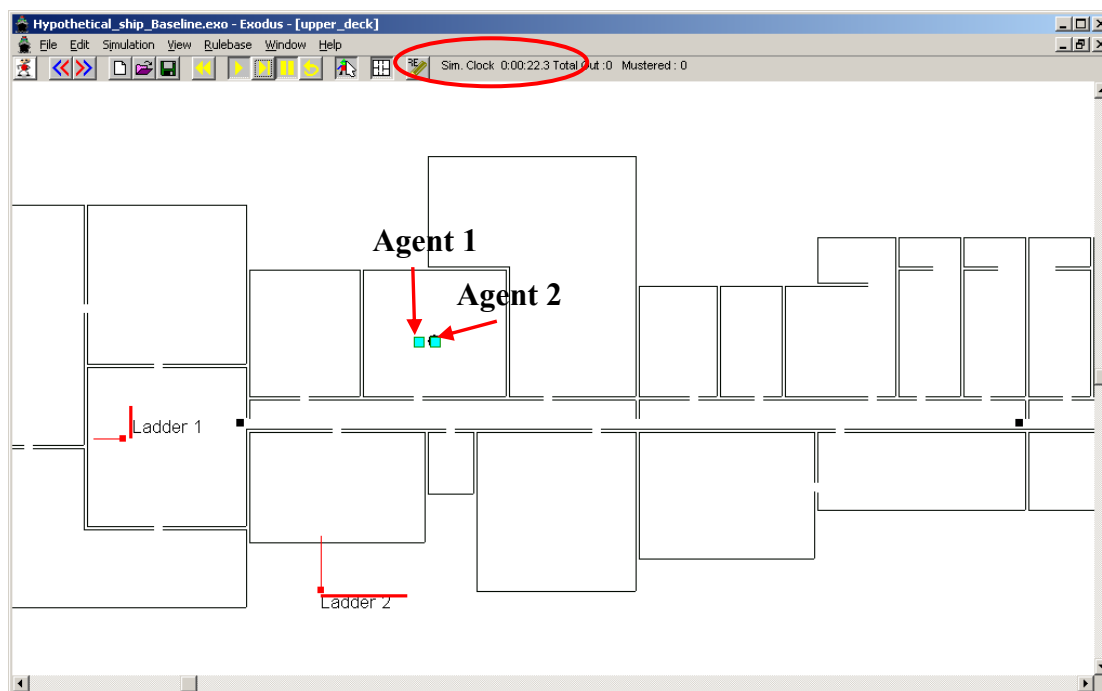 Hypothetical_ship_Baseline.exo - Exodus - [upper_deck]
File Edit Simulation View Rulebase Window Help
Sim. Clock 0:00:22.3 Total Out :0 Mustered : 0
Agent 1
Agent 2
Ladder 1
Ladder 2